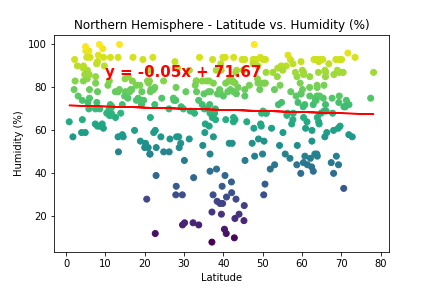 Northern Hemisphere - Latitude vs. Humidity (%)
100
80
60
40
20
Humidity (%)
y = -0.05x + 71.67
0 10 20 30 40 50 60 70 80
Latitude